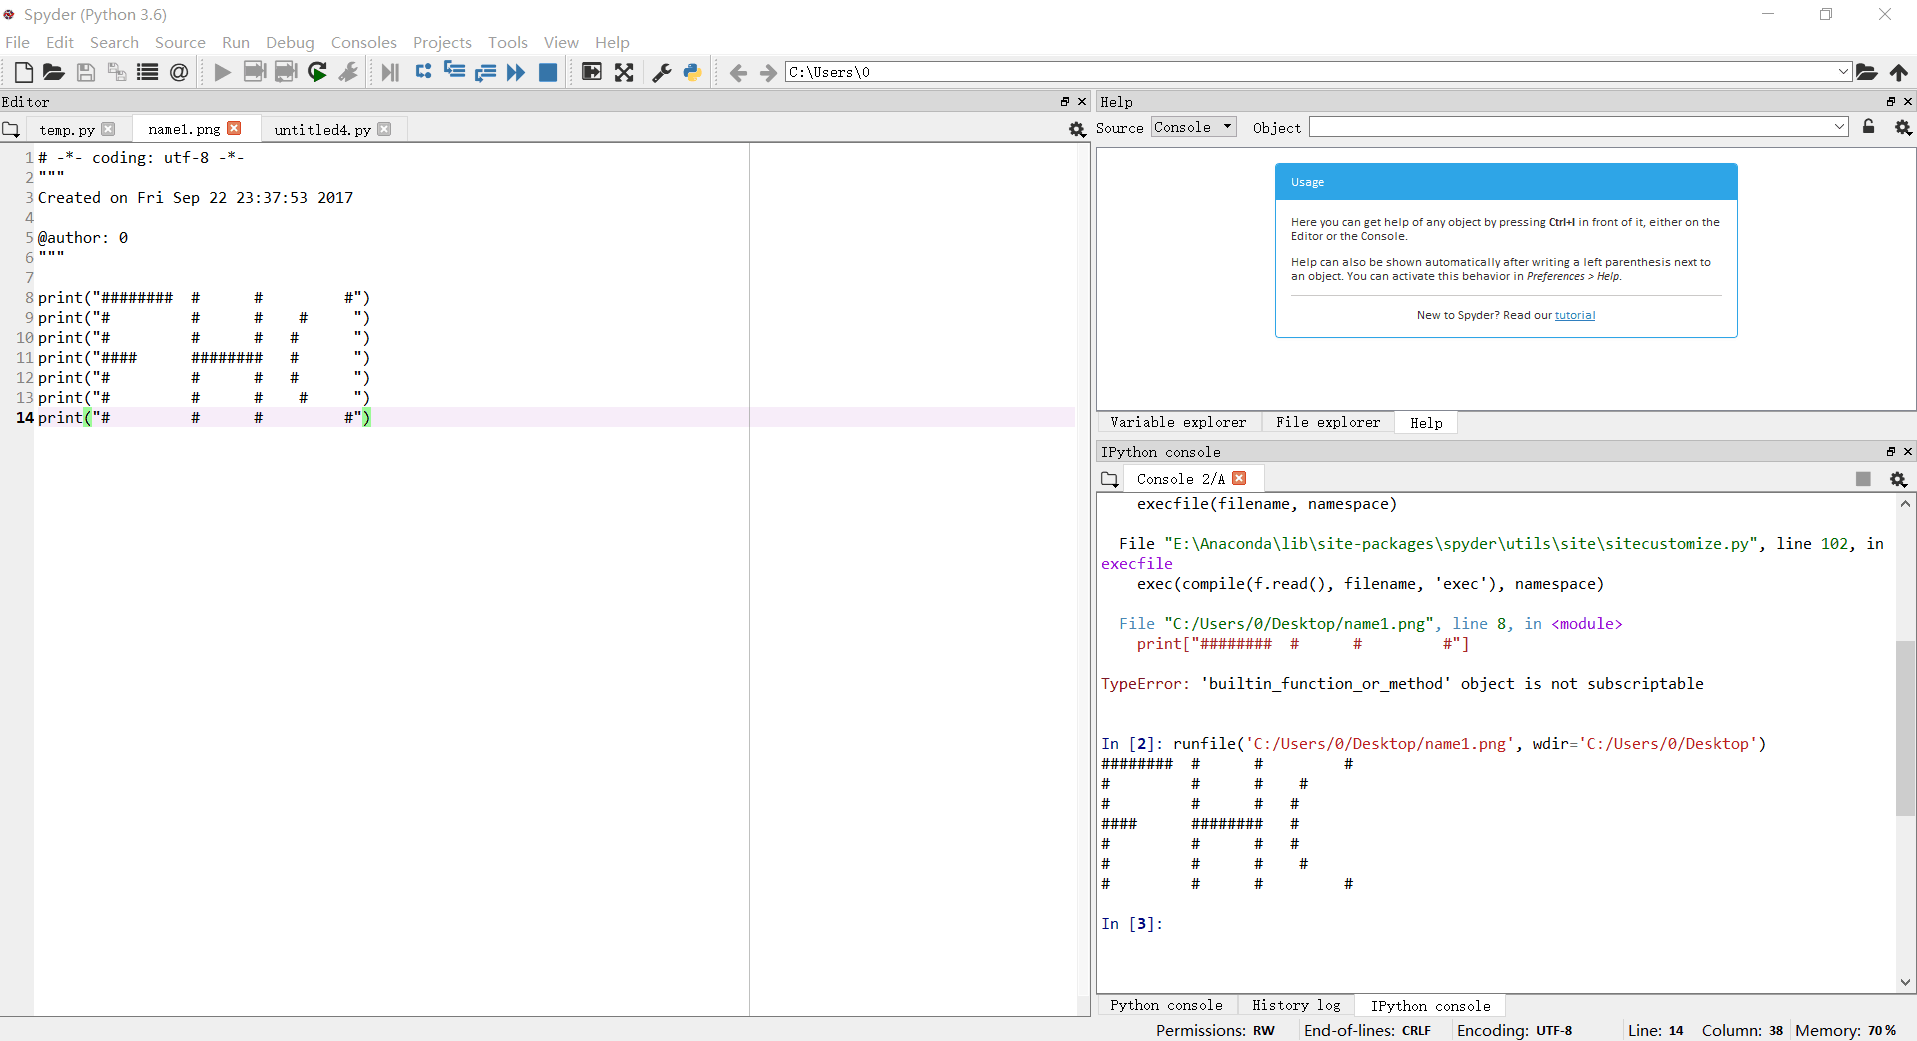 Spyder (Python 3.6)
File Edit Search Source Run Debug Consoles Projects Tools View Help
C:\Users\0
Editor
temp.py name1.png untitled4.py
1 # -*- coding: utf-8 -*-
2 """
3 Created on Fri Sep 22 23:37:53 2017
4
5 @author: 0
6 """
7
8 print("########  #      #         #")
9 print("#         #      #    #     ")
10 print("#         #      #   #      ")
11 print("####      ########   #      ")
12 print("#         #      #   #      ")
13 print("#         #      #    #     ")
14 print("#         #      #         #")
Help
Source Console Object
Usage
Here you can get help of any object by pressing Ctrl+I in front of it, either on the
Editor or the Console.
Help can also be shown automatically after writing a left parenthesis next to
an object. You can activate this behavior in Preferences > Help.
New to Spyder? Read our tutorial
Variable explorer File explorer Help
IPython console
Console 2/A
    execfile(filename, namespace)
  File "E:\Anaconda\lib\site-packages\spyder\utils\site\sitecustomize.py", line 102, in
execfile
    exec(compile(f.read(), filename, 'exec'), namespace)
  File "C:/Users/0/Desktop/name1.png", line 8, in <module>
    print["########  #      #         #"]
TypeError: 'builtin_function_or_method' object is not subscriptable
In [2]: runfile('C:/Users/0/Desktop/name1.png', wdir='C:/Users/0/Desktop')
########  #      #         #
#         #      #    #
#         #      #   #
####      ########   #
#         #      #   #
#         #      #    #
#         #      #         #
In [3]:
Python console History log IPython console
Permissions: RW End-of-lines: CRLF Encoding: UTF-8 Line: 14 Column: 38 Memory: 70 %